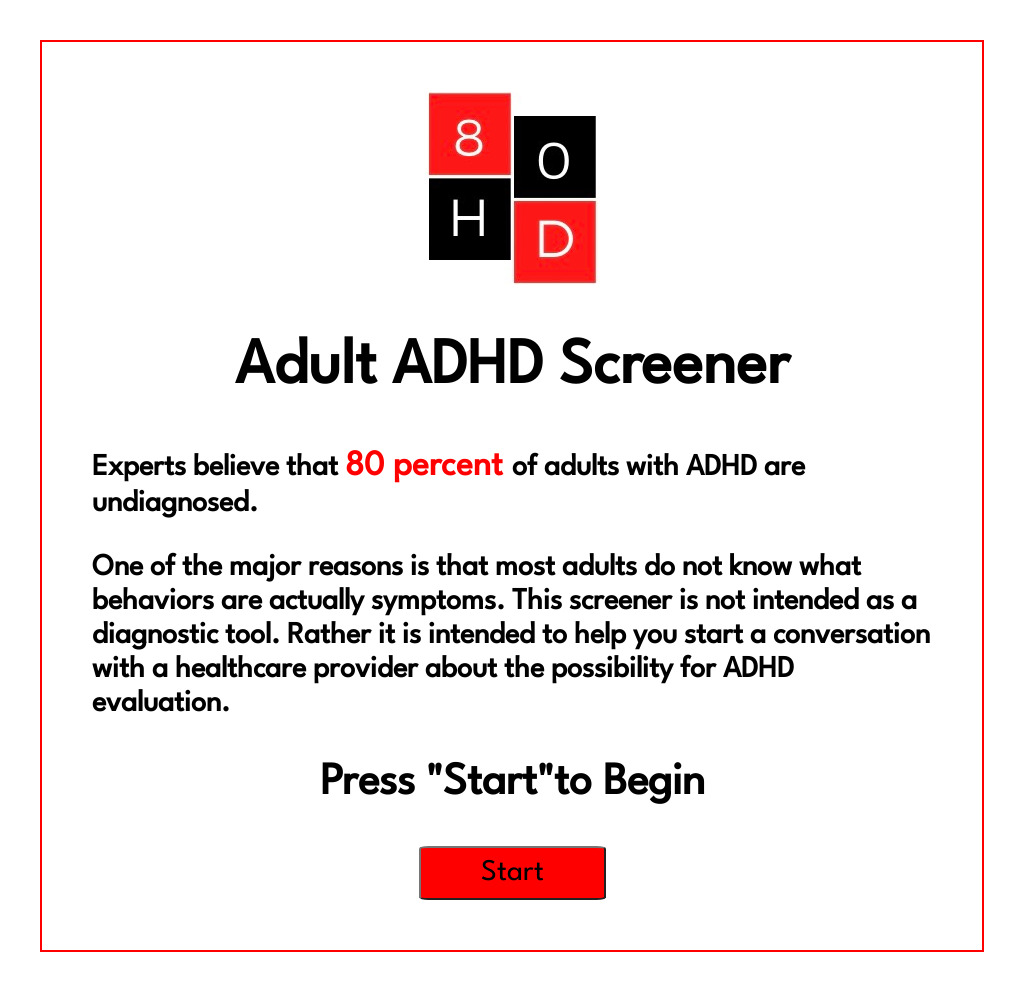 8 0
H D
Adult ADHD Screener
Experts believe that 80 percent of adults with ADHD are
undiagnosed.
One of the major reasons is that most adults do not know what
behaviors are actually symptoms. This screener is not intended as a
diagnostic tool. Rather it is intended to help you start a conversation
with a healthcare provider about the possibility for ADHD
evaluation.
Press "Start"to Begin
Start